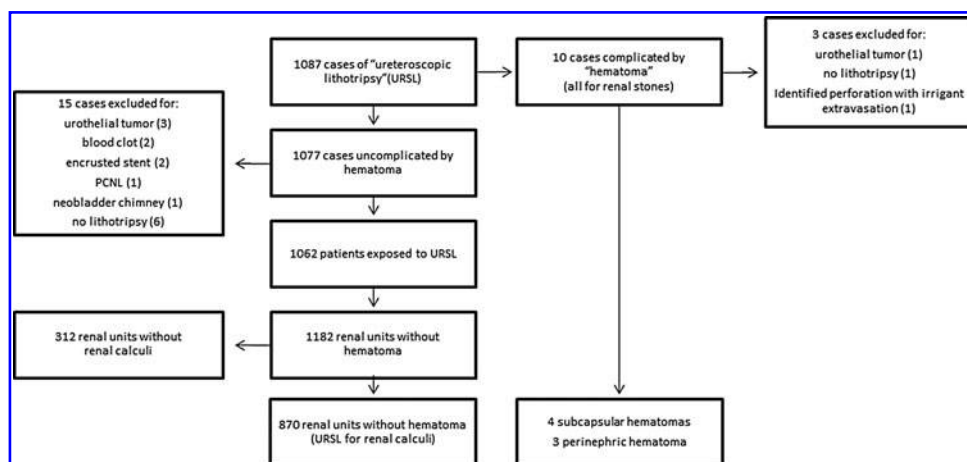 1087 cases of "ureteroscopic
lithotripsy"(URSL)
10 cases complicated by
"hematoma"
(all for renal stones)
3 cases excluded for:
urothelial tumor (1)
no lithotripsy (1)
Identified perforation with irrigant
extravasation (1)
15 cases excluded for:
urothelial tumor (3)
blood clot (2)
encrusted stent (2)
PCNL (1)
neobladder chimney (1)
no lithotripsy (6)
1077 cases uncomplicated by
hematoma
1062 patients exposed to URSL
312 renal units without
renal calculi
1182 renal units without
hematoma
870 renal units without hematoma
(URSL for renal calculi)
4 subcapsular hematomas
3 perinephric hematoma